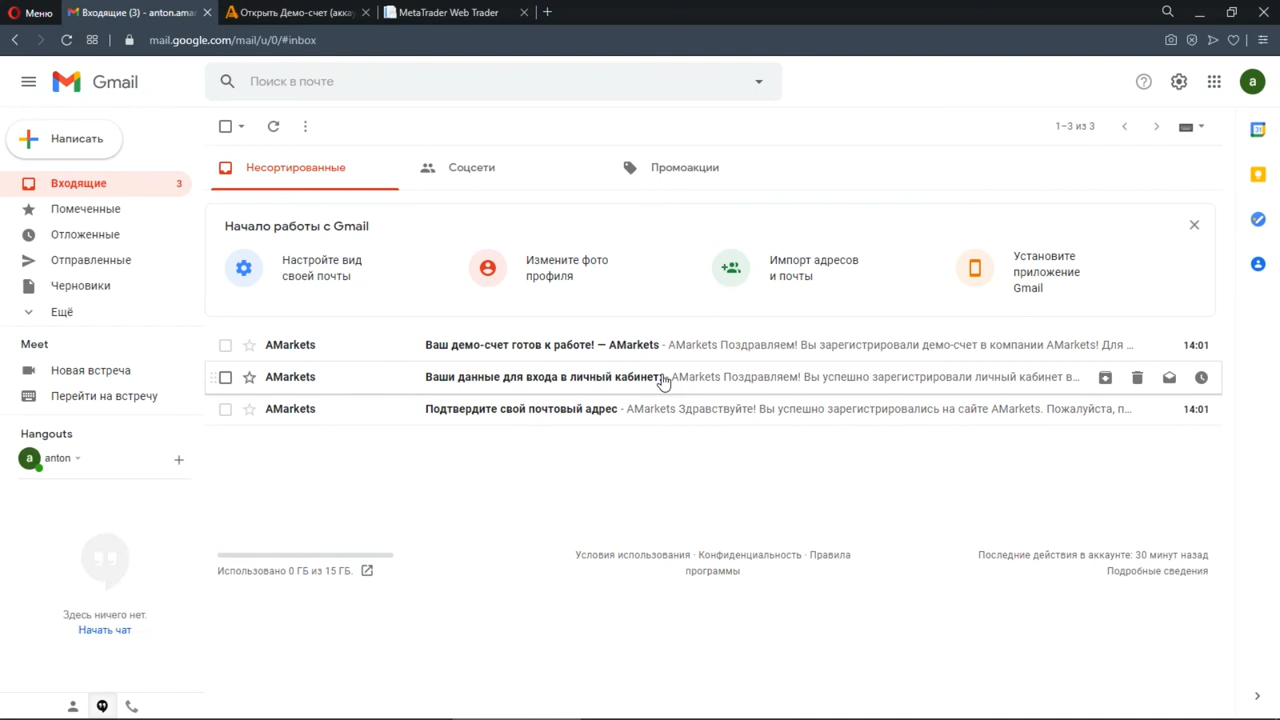 Меню
Входящие (3) - anton.amar
Открыть Демо-счет (аккау
MetaTrader Web Trader
mail.google.com/mail/u/0/#inbox
Gmail
Поиск в почте
a
Написать
1–3 из 3
Несортированные
Соцсети
Промоакции
Входящие
3
Помеченные
Отложенные
Отправленные
Черновики
Ещё
Начало работы с Gmail
Настройте вид
своей почты
Измените фото
профиля
Импорт адресов
и почты
Установите
приложение
Gmail
AMarkets
Ваш демо-счет готов к работе! — AMarkets - AMarkets Поздравляем! Вы зарегистрировали демо-счет в компании AMarkets! Для ...
14:01
AMarkets
Ваши данные для входа в личный кабинет - AMarkets Поздравляем! Вы успешно зарегистрировали личный кабинет в...
AMarkets
Подтвердите свой почтовый адрес - AMarkets Здравствуйте! Вы успешно зарегистрировались на сайте AMarkets. Пожалуйста, п...
14:01
Meet
Новая встреча
Перейти на встречу
Hangouts
a
anton
Здесь ничего нет.
Начать чат
Использовано 0 ГБ из 15 ГБ.
Условия использования · Конфиденциальность · Правила
программы
Последние действия в аккаунте: 30 минут назад
Подробные сведения
31